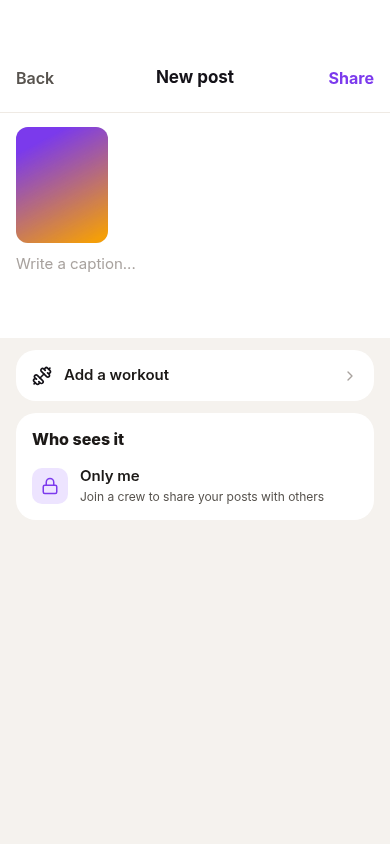 Back
New post
Share
Write a caption...
Add a workout
Who sees it
Only me
Join a crew to share your posts with others